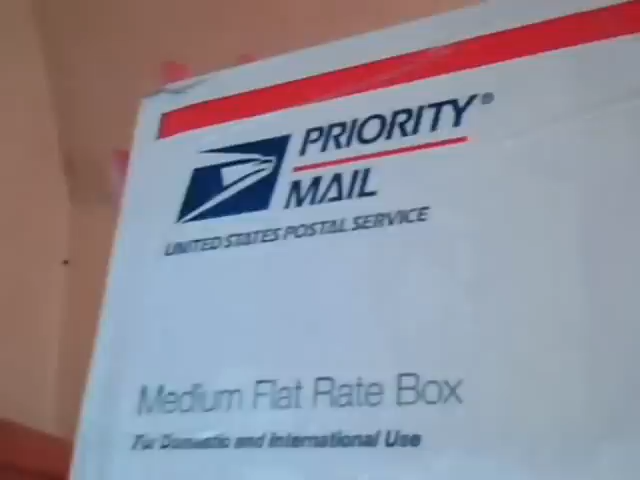 PRIORITY®
MAIL
UNITED STATES POSTAL SERVICE
Medium Flat Rate Box
For Domestic and International Use